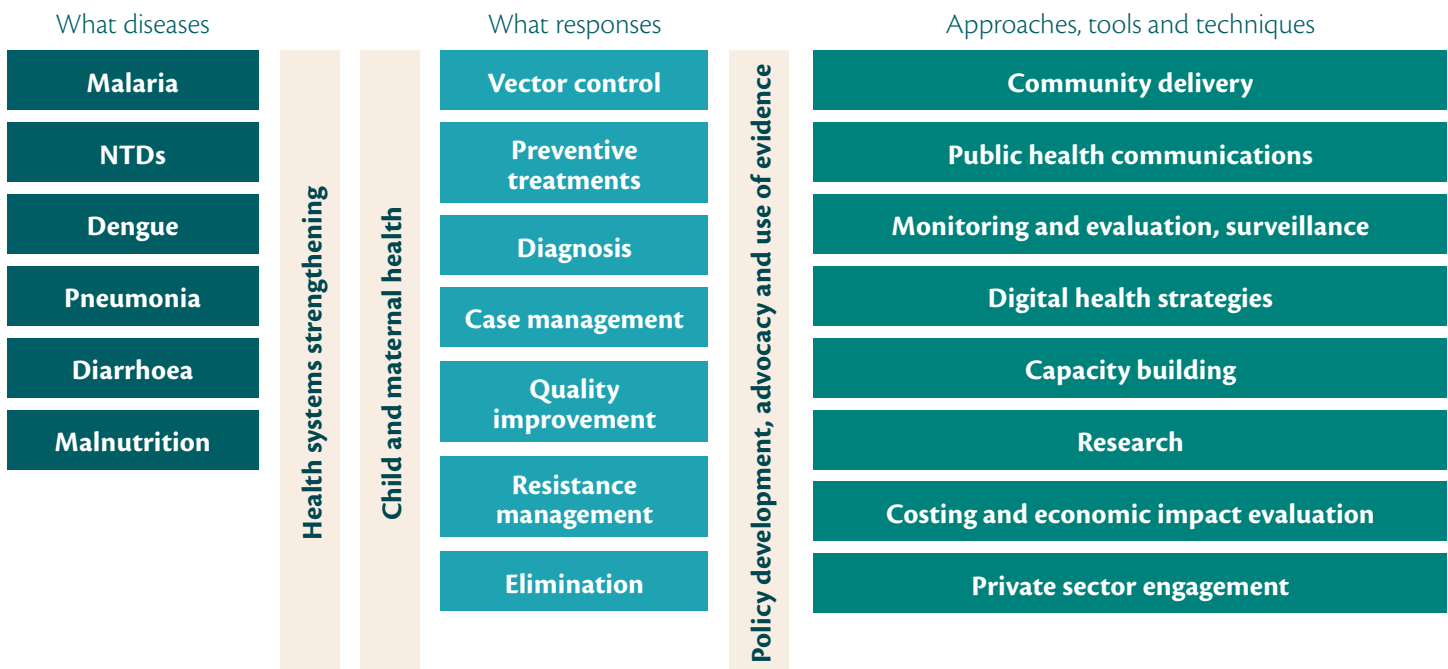 What diseases
Malaria
NTDs
Dengue
Pneumonia
Diarrhoea
Malnutrition
Health systems strengthening
Child and maternal health
What responses
Vector control
Preventive
treatments
Diagnosis
Case management
Quality
improvement
Resistance
management
Elimination
Policy development, advocacy and use of evidence
Approaches, tools and techniques
Community delivery
Public health communications
Monitoring and evaluation, surveillance
Digital health strategies
Capacity building
Research
Costing and economic impact evaluation
Private sector engagement